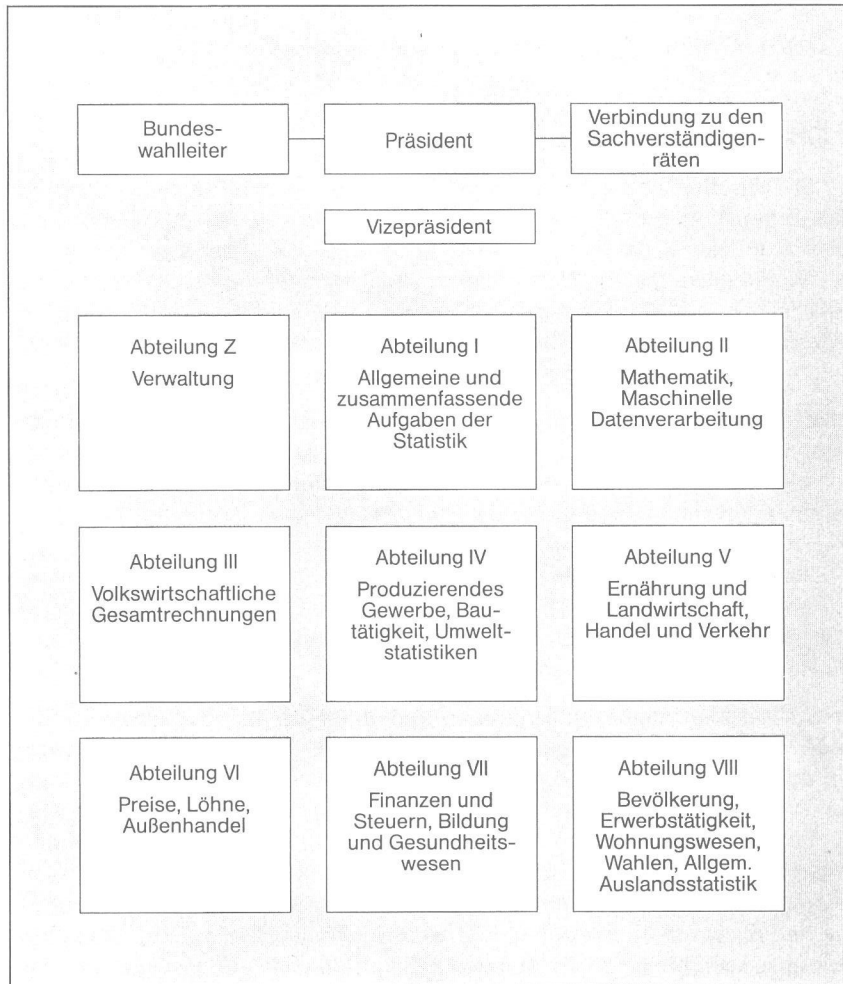 Bundes-
wahlleiter
Präsident
Verbindung zu den
Sachverständigen-
räten
Vizepräsident
Abteilung Z
Verwaltung
Abteilung I
Allgemeine und
zusammenfassende
Aufgaben der
Statistik
Abteilung II
Mathematik,
Maschinelle
Datenverarbeitung
Abteilung III
Volkswirtschaftliche
Gesamtrechnungen
Abteilung IV
Produzierendes
Gewerbe, Bau-
tätigkeit, Umwelt-
statistiken
Abteilung V
Ernährung und
Landwirtschaft,
Handel und Verkehr
Abteilung VI
Preise, Löhne,
Außenhandel
Abteilung VII
Finanzen und
Steuern, Bildung
und Gesundheits-
wesen
Abteilung VIII
Bevölkerung,
Erwerbstätigkeit,
Wohnungswesen,
Wahlen, Allgem.
Auslandsstatistik